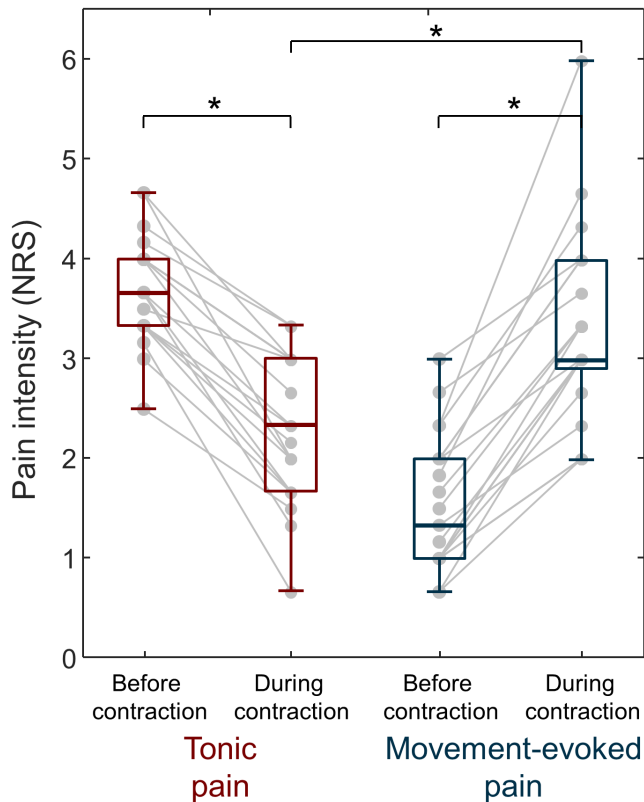 *
6
*
*
5
4
3
2
1
0
Pain intensity (NRS)
Before
contraction
During
contraction
Before
contraction
During
contraction
Tonic
pain
Movement-evoked
pain